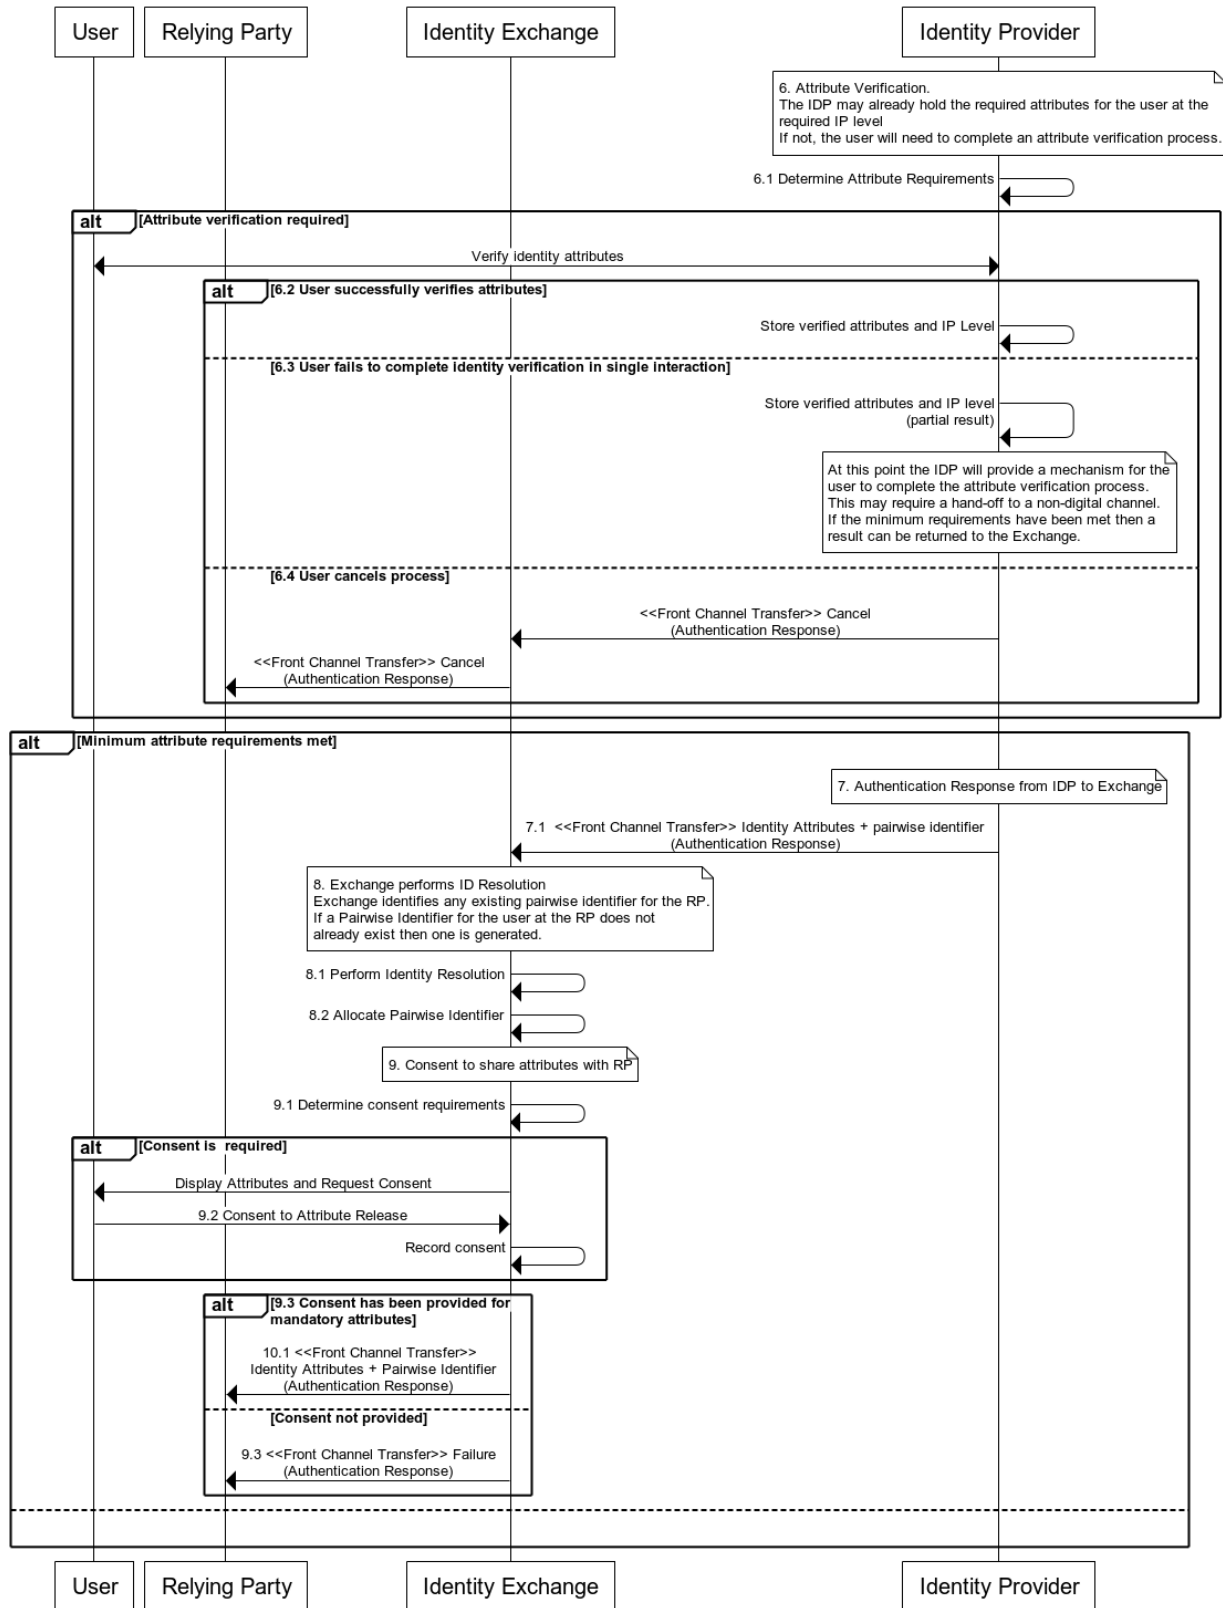 User
Relying Party
Identity Exchange
Identity Provider
6. Attribute Verification.
The IDP may already hold the required attributes for the user at the
required IP level
If not, the user will need to complete an attribute verification process.
6.1 Determine Attribute Requirements
alt
[Attribute verification required]
Verify identity attributes
alt
[6.2 User successfully verifies attributes]
Store verified attributes and IP Level
[6.3 User fails to complete identity verification in single interaction]
Store verified attributes and IP level
(partial result)
At this point the IDP will provide a mechanism for the
user to complete the attribute verification process.
This may require a hand-off to a non-digital channel.
If the minimum requirements have been met then a
result can be returned to the Exchange.
[6.4 User cancels process]
<<Front Channel Transfer>> Cancel
(Authentication Response)
<<Front Channel Transfer>> Cancel
(Authentication Response)
alt
[Minimum attribute requirements met]
7. Authentication Response from IDP to Exchange
7.1 <<Front Channel Transfer>> Identity Attributes + pairwise identifier
(Authentication Response)
8. Exchange performs ID Resolution
Exchange identifies any existing pairwise identifier for the RP.
If a Pairwise Identifier for the user at the RP does not
already exist then one is generated.
8.1 Perform Identity Resolution
8.2 Allocate Pairwise Identifier
9. Consent to share attributes with RP
9.1 Determine consent requirements
alt
[Consent is  required]
Display Attributes and Request Consent
9.2 Consent to Attribute Release
Record consent
alt
[9.3 Consent has been provided for
mandatory attributes]
10.1 <<Front Channel Transfer>>
Identity Attributes + Pairwise Identifier
(Authentication Response)
[Consent not provided]
9.3 <<Front Channel Transfer>> Failure
(Authentication Response)
User
Relying Party
Identity Exchange
Identity Provider